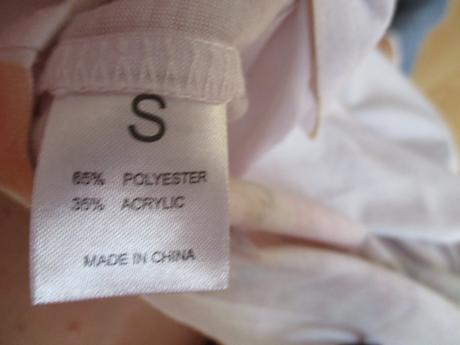 S
65% POLYESTER
35% ACRYLIC
MADE IN CHINA